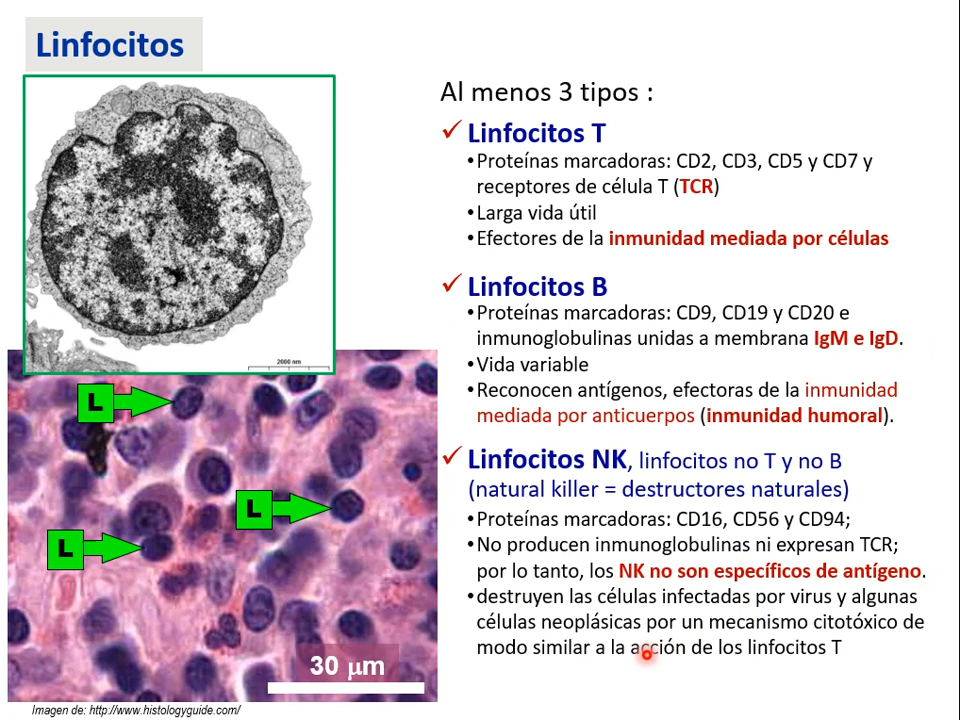 Linfocitos
2000 nm
L
L
L
30 µm
Imagen de: http://www.histologyguide.com/
Al menos 3 tipos :
✓ Linfocitos T
•Proteínas marcadoras: CD2, CD3, CD5 y CD7 y
receptores de célula T (TCR)
•Larga vida útil
•Efectores de la inmunidad mediada por células
✓ Linfocitos B
•Proteínas marcadoras: CD9, CD19 y CD20 e
inmunoglobulinas unidas a membrana IgM e IgD.
•Vida variable
•Reconocen antígenos, efectoras de la inmunidad
mediada por anticuerpos (inmunidad humoral).
✓ Linfocitos NK, linfocitos no T y no B
(natural killer = destructores naturales)
•Proteínas marcadoras: CD16, CD56 y CD94;
•No producen inmunoglobulinas ni expresan TCR;
por lo tanto, los NK no son específicos de antígeno.
•destruyen las células infectadas por virus y algunas
células neoplásicas por un mecanismo citotóxico de
modo similar a la acción de los linfocitos T